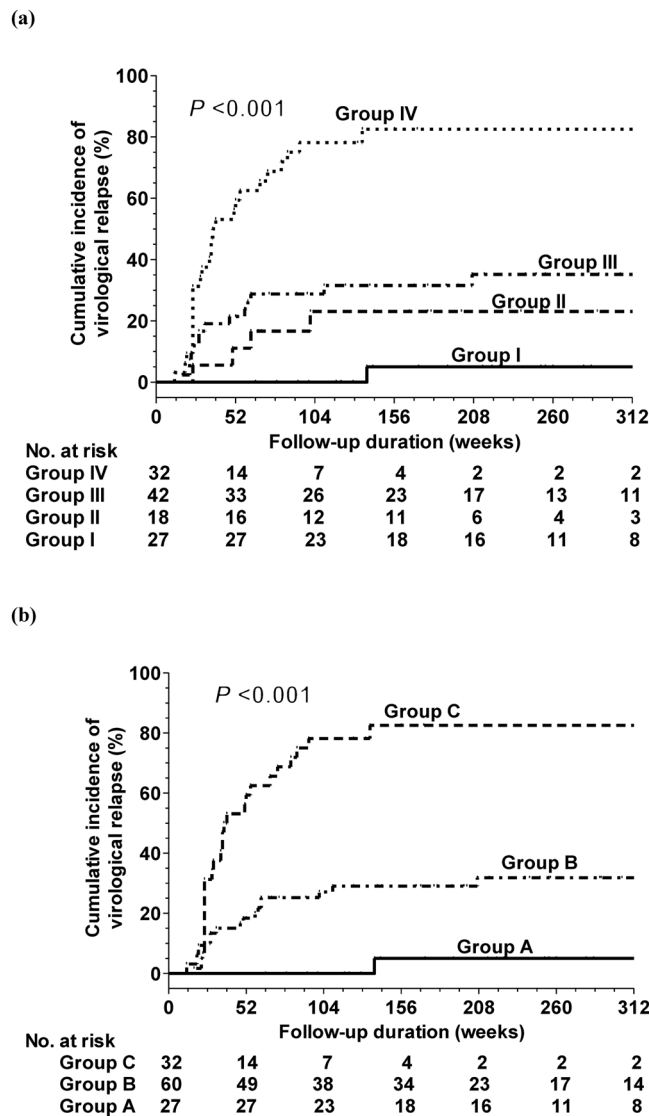 (a)
100
80
60
40
20
0
Cumulative incidence of
virological relapse (%)
P <0.001
Group IV
Group III
Group II
Group I
0 52 104 156 208 260 312
Follow-up duration (weeks)
No. at risk
Group IV 32 14 7 4 2 2 2
Group III 42 33 26 23 17 13 11
Group II 18 16 12 11 6 4 3
Group I 27 27 23 18 16 11 8
(b)
100
80
60
40
20
0
Cumulative incidence of
virological relapse (%)
P <0.001
Group C
Group B
Group A
0 52 104 156 208 260 312
Follow-up duration (weeks)
No. at risk
Group C 32 14 7 4 2 2 2
Group B 60 49 38 34 23 17 14
Group A 27 27 23 18 16 11 8